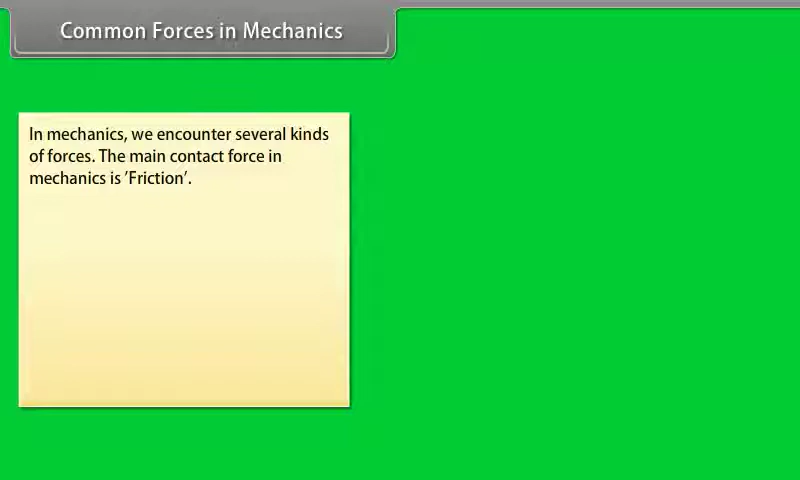 Common Forces in Mechanics
In mechanics, we encounter several kinds
of forces. The main contact force in
mechanics is ‘Friction’.